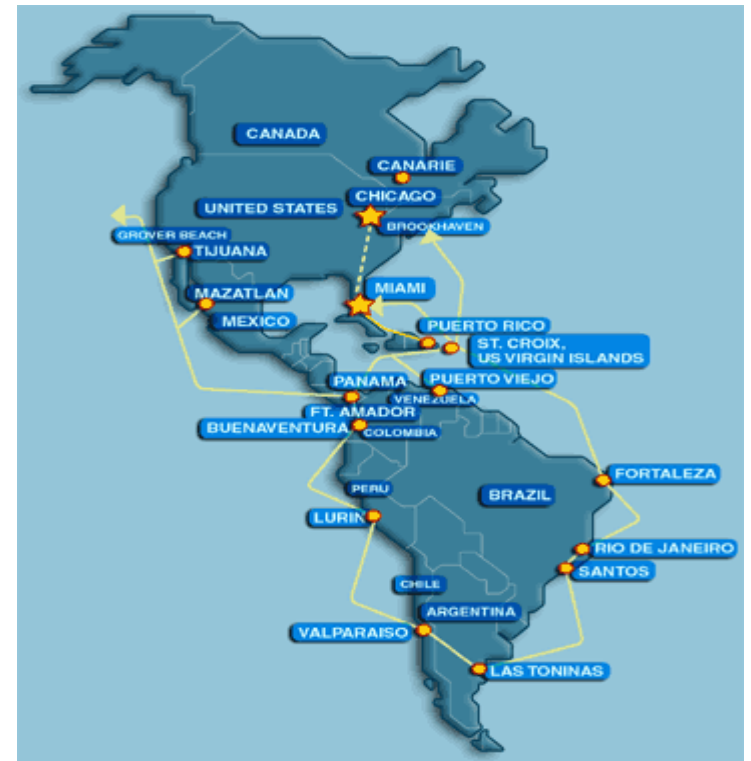 CANADA
CANARIE
CHICAGO
UNITED STATES
BROOKHAVEN
GROVER BEACH
TIJUANA
MIAMI
MAZATLAN
MEXICO
PUERTO RICO
ST. CROIX,
US VIRGIN ISLANDS
PANAMA
PUERTO VIEJO
VENEZUELA
FT. AMADOR
BUENAVENTURA
COLOMBIA
FORTALEZA
PERU
BRAZIL
LURIN
RIO DE JANEIRO
SANTOS
CHILE
ARGENTINA
VALPARAISO
LAS TONINAS